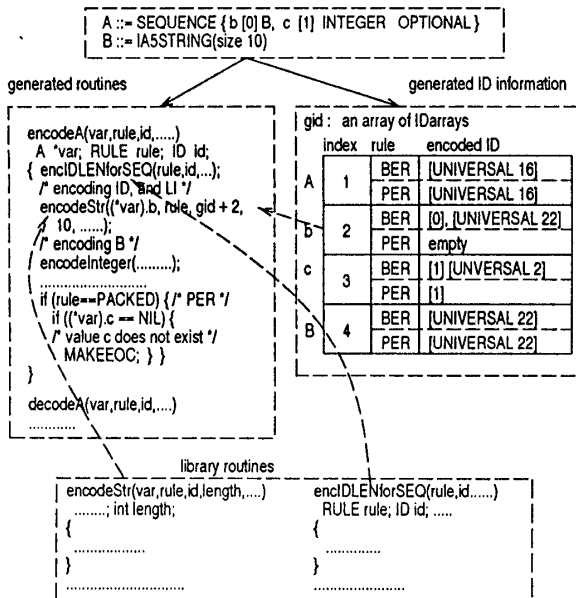 A ::= SEQUENCE { b [0] B, c [1] INTEGER OPTIONAL }
B ::= IA5STRING(size 10)
generated routines
encodeA(var,rule,id,.....)
A *var; RULE rule; ID id;
{ encIDLENforSEQ(rule,id,...);
/* encoding ID, and LI */
encodeStr((*var).b, rule, gid + 2,
10, ......);
/* encoding B */
encodeInteger(.........);
........................
if (rule==PACKED) { /* PER */
if ((*var).c == NIL) {
/* value c does not exist */
MAKEEOC; } }
}
decodeA(var,rule,id,....)
............
generated ID information
gid : an array of IDarrays
index rule encoded ID
A 1 BER [UNIVERSAL 16]
PER [UNIVERSAL 16]
b 2 BER [0], [UNIVERSAL 22]
PER empty
c 3 BER [1] [UNVERSAL 2]
PER [1]
B 4 BER [UNIVERSAL 22]
PER [UNIVERSAL 22]
library routines
encodeStr(var,rule,id,length,....)
........; int length;
{
.................
}
............................
encIDLENforSEQ(rule,id......)
RULE rule; ID id; .....
{
.............
}
......................